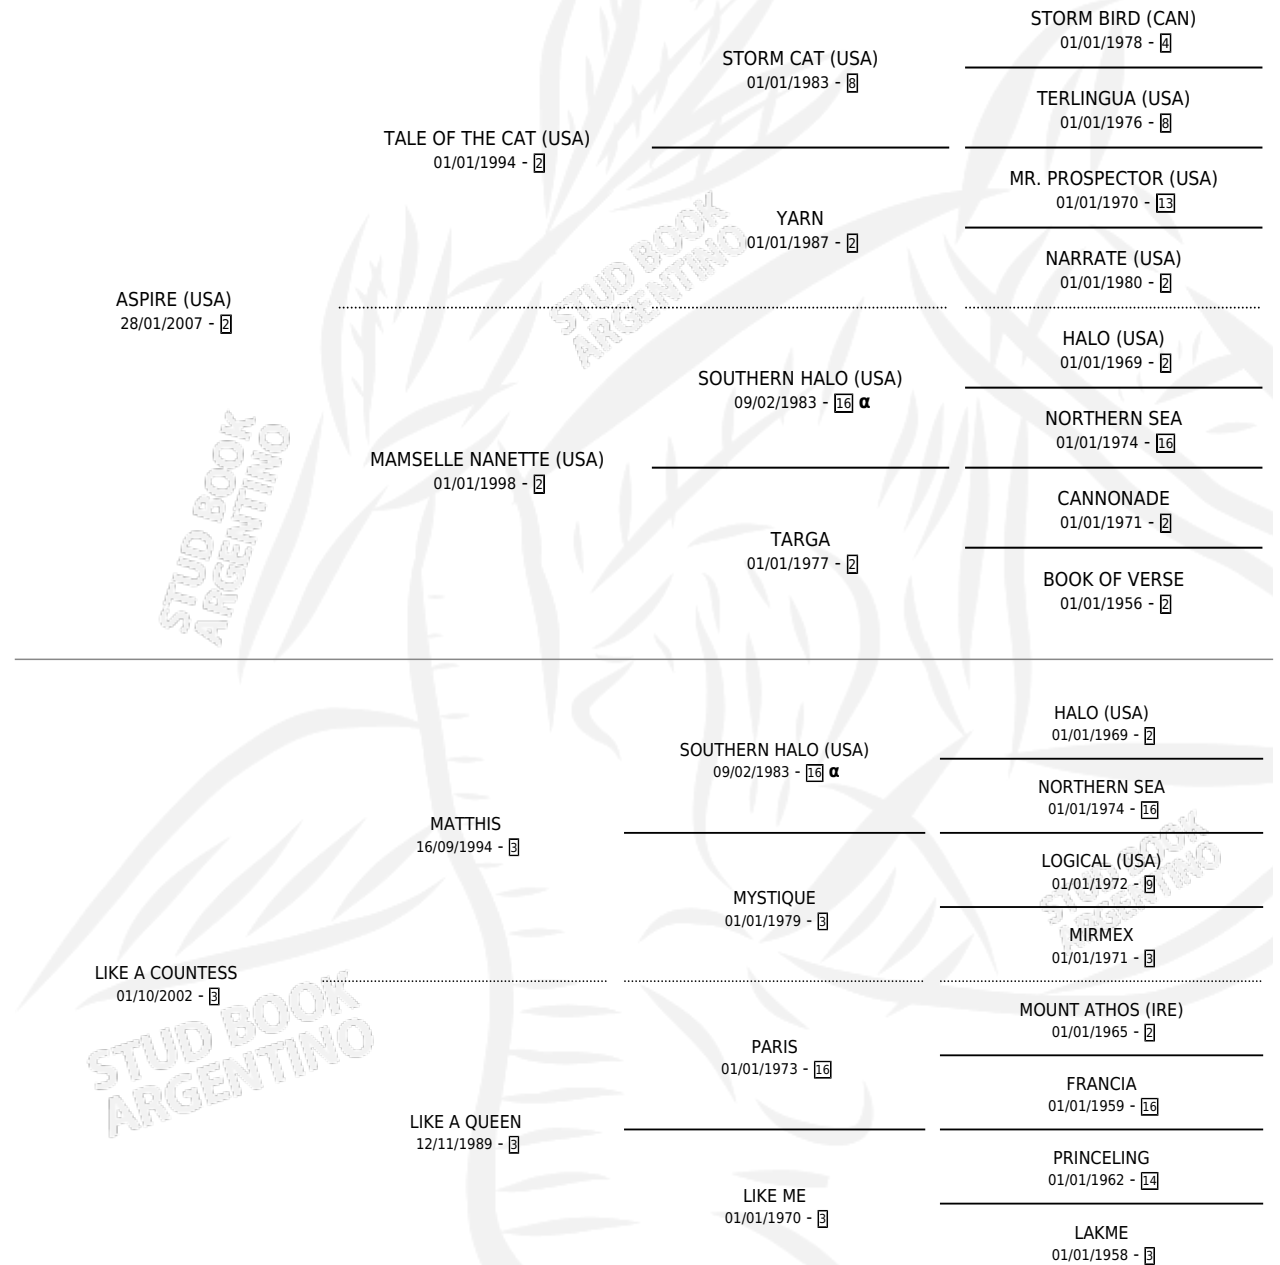 STORM BIRD (CAN)
01/01/1978 - 4
STORM CAT (USA)
01/01/1983 - 8
TERLINGUA (USA)
01/01/1976 - 8
TALE OF THE CAT (USA)
01/01/1994 - 2
MR. PROSPECTOR (USA)
01/01/1970 - 13
YARN
01/01/1987 - 2
NARRATE (USA)
01/01/1980 - 2
ASPIRE (USA)
28/01/2007 - 2
HALO (USA)
01/01/1969 - 2
SOUTHERN HALO (USA)
09/02/1983 - 16 α
NORTHERN SEA
01/01/1974 - 16
MAMSELLE NANETTE (USA)
01/01/1998 - 2
CANNONADE
01/01/1971 - 2
TARGA
01/01/1977 - 2
BOOK OF VERSE
01/01/1956 - 2
HALO (USA)
01/01/1969 - 2
SOUTHERN HALO (USA)
09/02/1983 - 16 α
NORTHERN SEA
01/01/1974 - 16
MATTHIS
16/09/1994 - 3
LOGICAL (USA)
01/01/1972 - 9
MYSTIQUE
01/01/1979 - 3
MIRMEX
01/01/1971 - 3
LIKE A COUNTESS
01/10/2002 - 3
MOUNT ATHOS (IRE)
01/01/1965 - 2
PARIS
01/01/1973 - 16
FRANCIA
01/01/1959 - 16
LIKE A QUEEN
12/11/1989 - 3
PRINCELING
01/01/1962 - 14
LIKE ME
01/01/1970 - 3
LAKME
01/01/1958 - 3
STUD BOOK
ARGENTINO
STUD BOOK
ARGENTINO
STUD BOOK
ARGENTINO
STUD BOOK
ARGENTINO